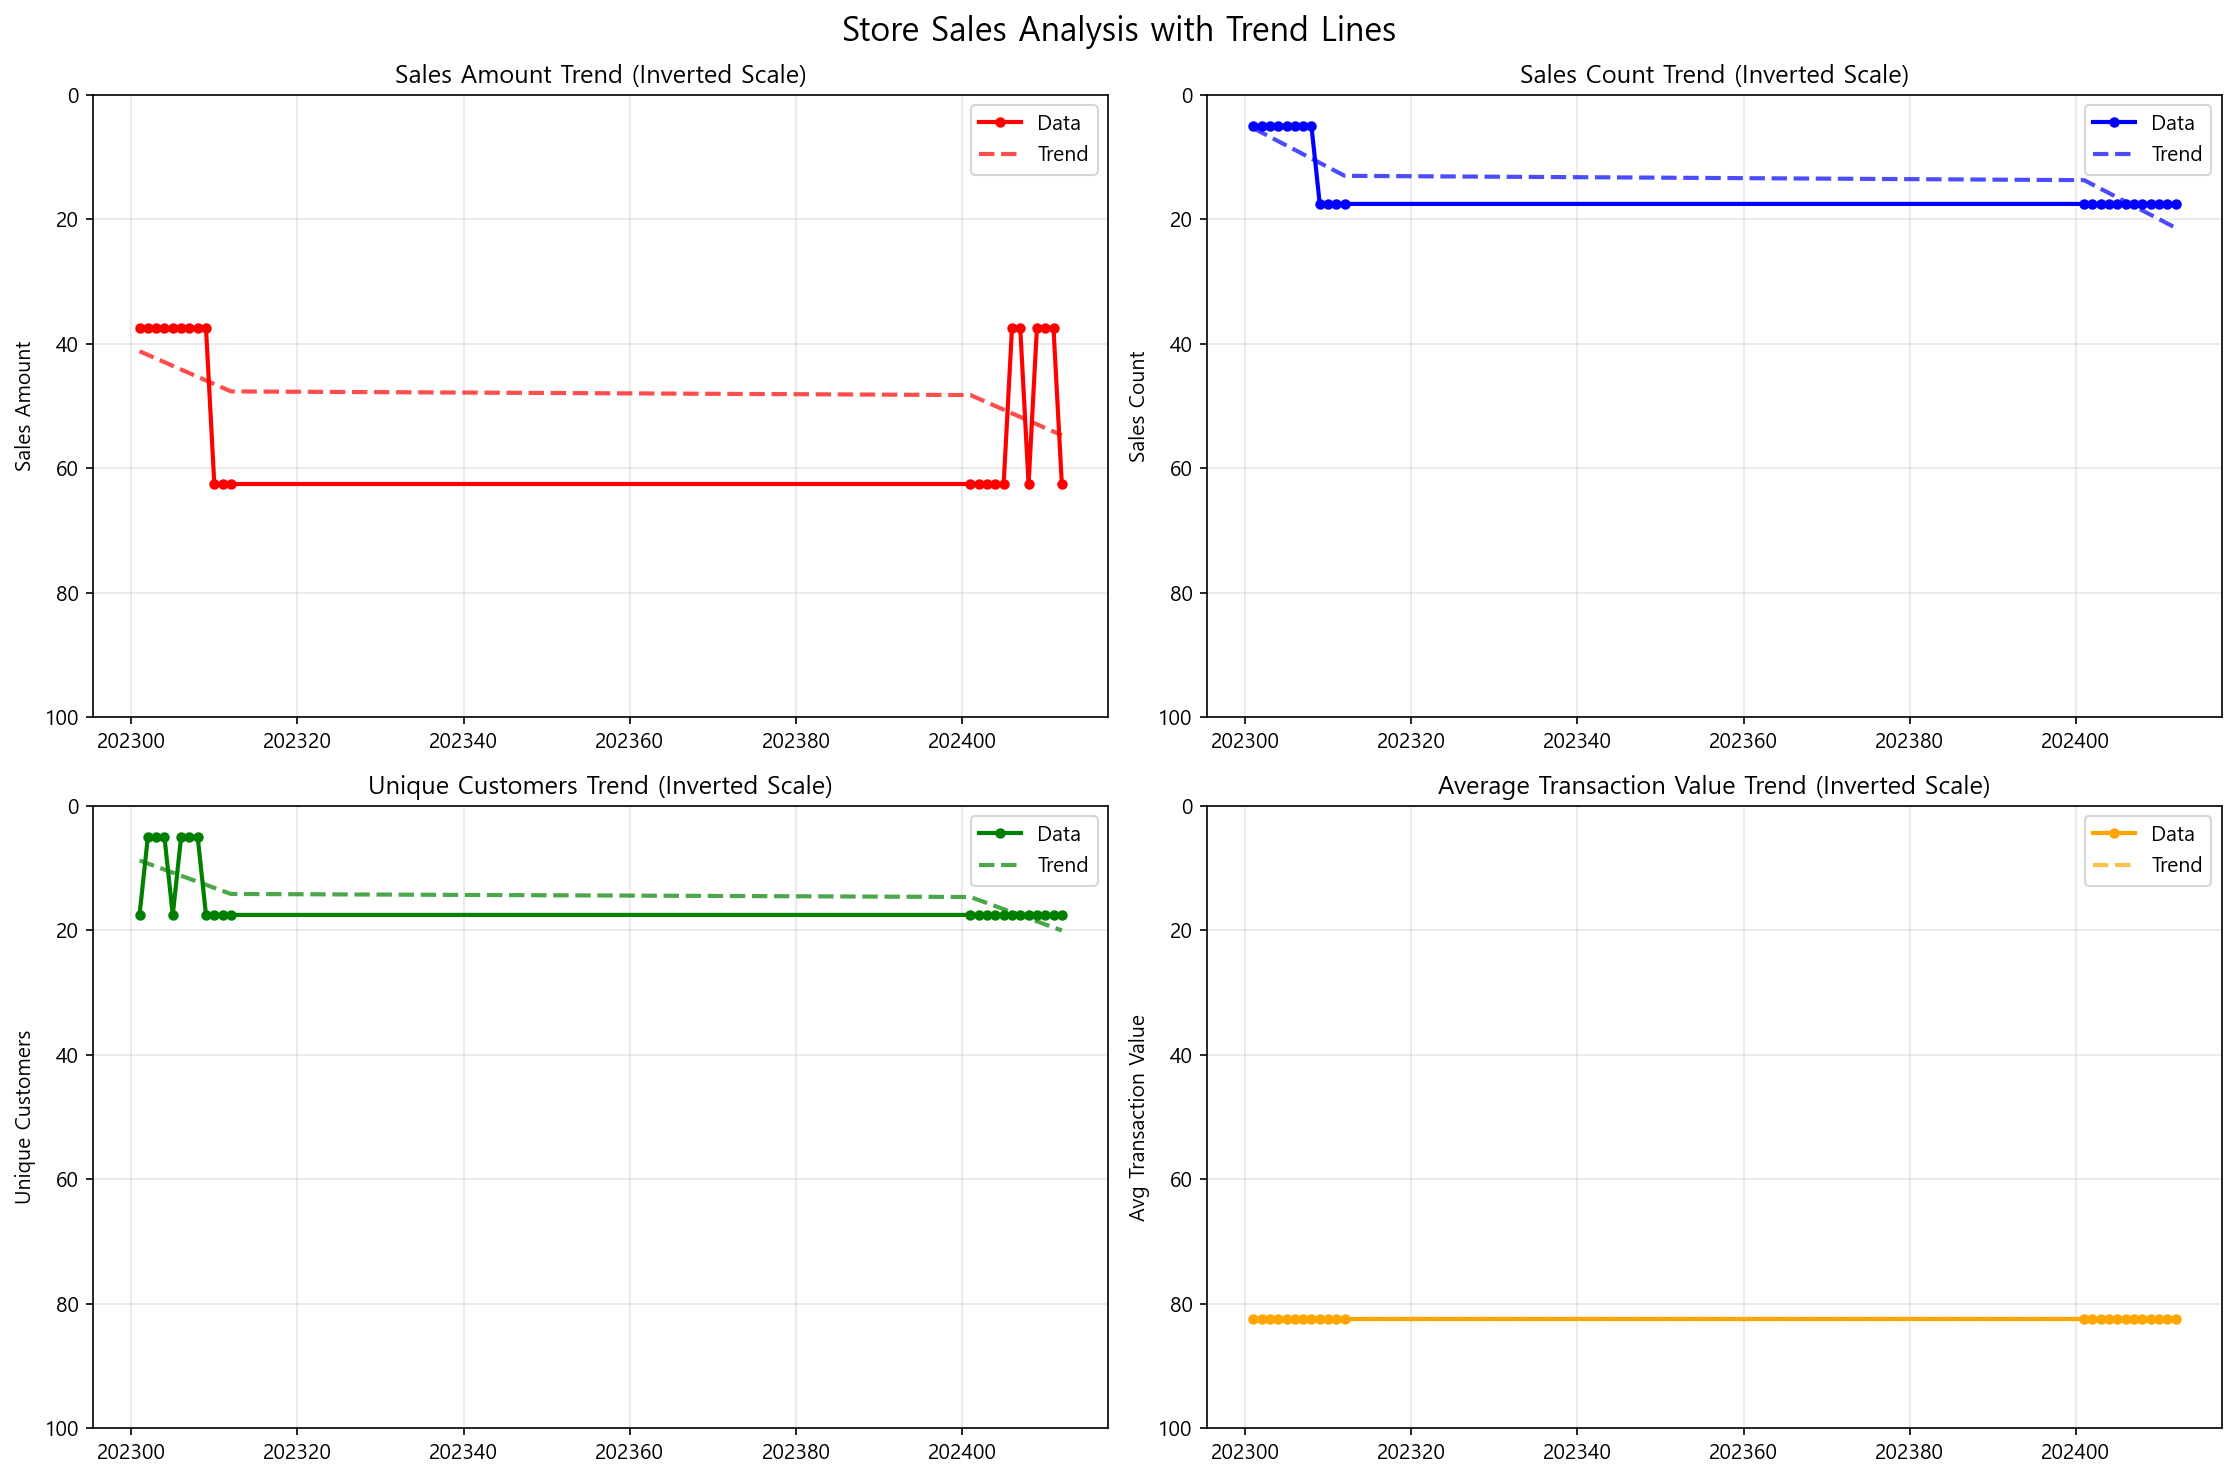 Store Sales Analysis with Trend Lines
Sales Amount Trend (Inverted Scale)
Data
Trend
Sales Amount
0
20
40
60
80
100
202300
202320
202340
202360
202380
202400
Sales Count Trend (Inverted Scale)
Data
Trend
Sales Count
0
20
40
60
80
100
202300
202320
202340
202360
202380
202400
Unique Customers Trend (Inverted Scale)
Data
Trend
Unique Customers
0
20
40
60
80
100
202300
202320
202340
202360
202380
202400
Average Transaction Value Trend (Inverted Scale)
Data
Trend
Avg Transaction Value
0
20
40
60
80
100
202300
202320
202340
202360
202380
202400